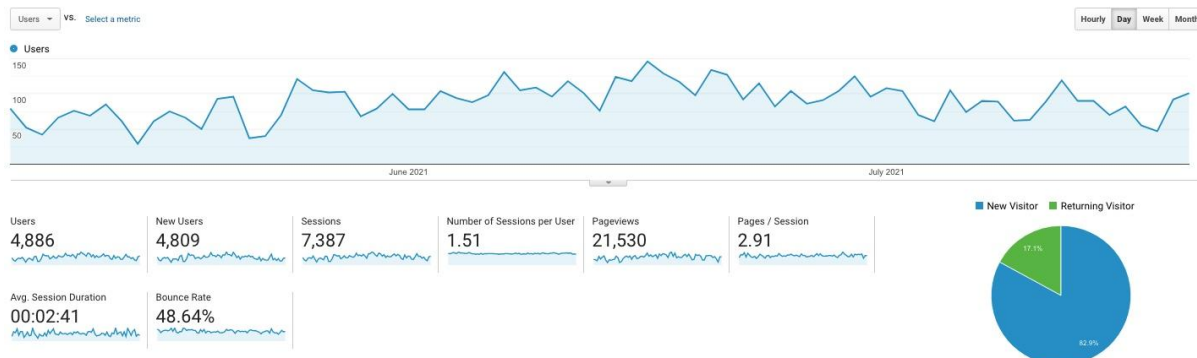 Users VS. Select a metric
Hourly Day Week Month
Users
150
100
50
June 2021 July 2021
New Visitor Returning Visitor
Users New Users Sessions Number of Sessions per User Pageviews Pages / Session
4,886 4,809 7,387 1.51 21,530 2.91
17.1%
Avg. Session Duration Bounce Rate
00:02:41 48.64%
82.9%